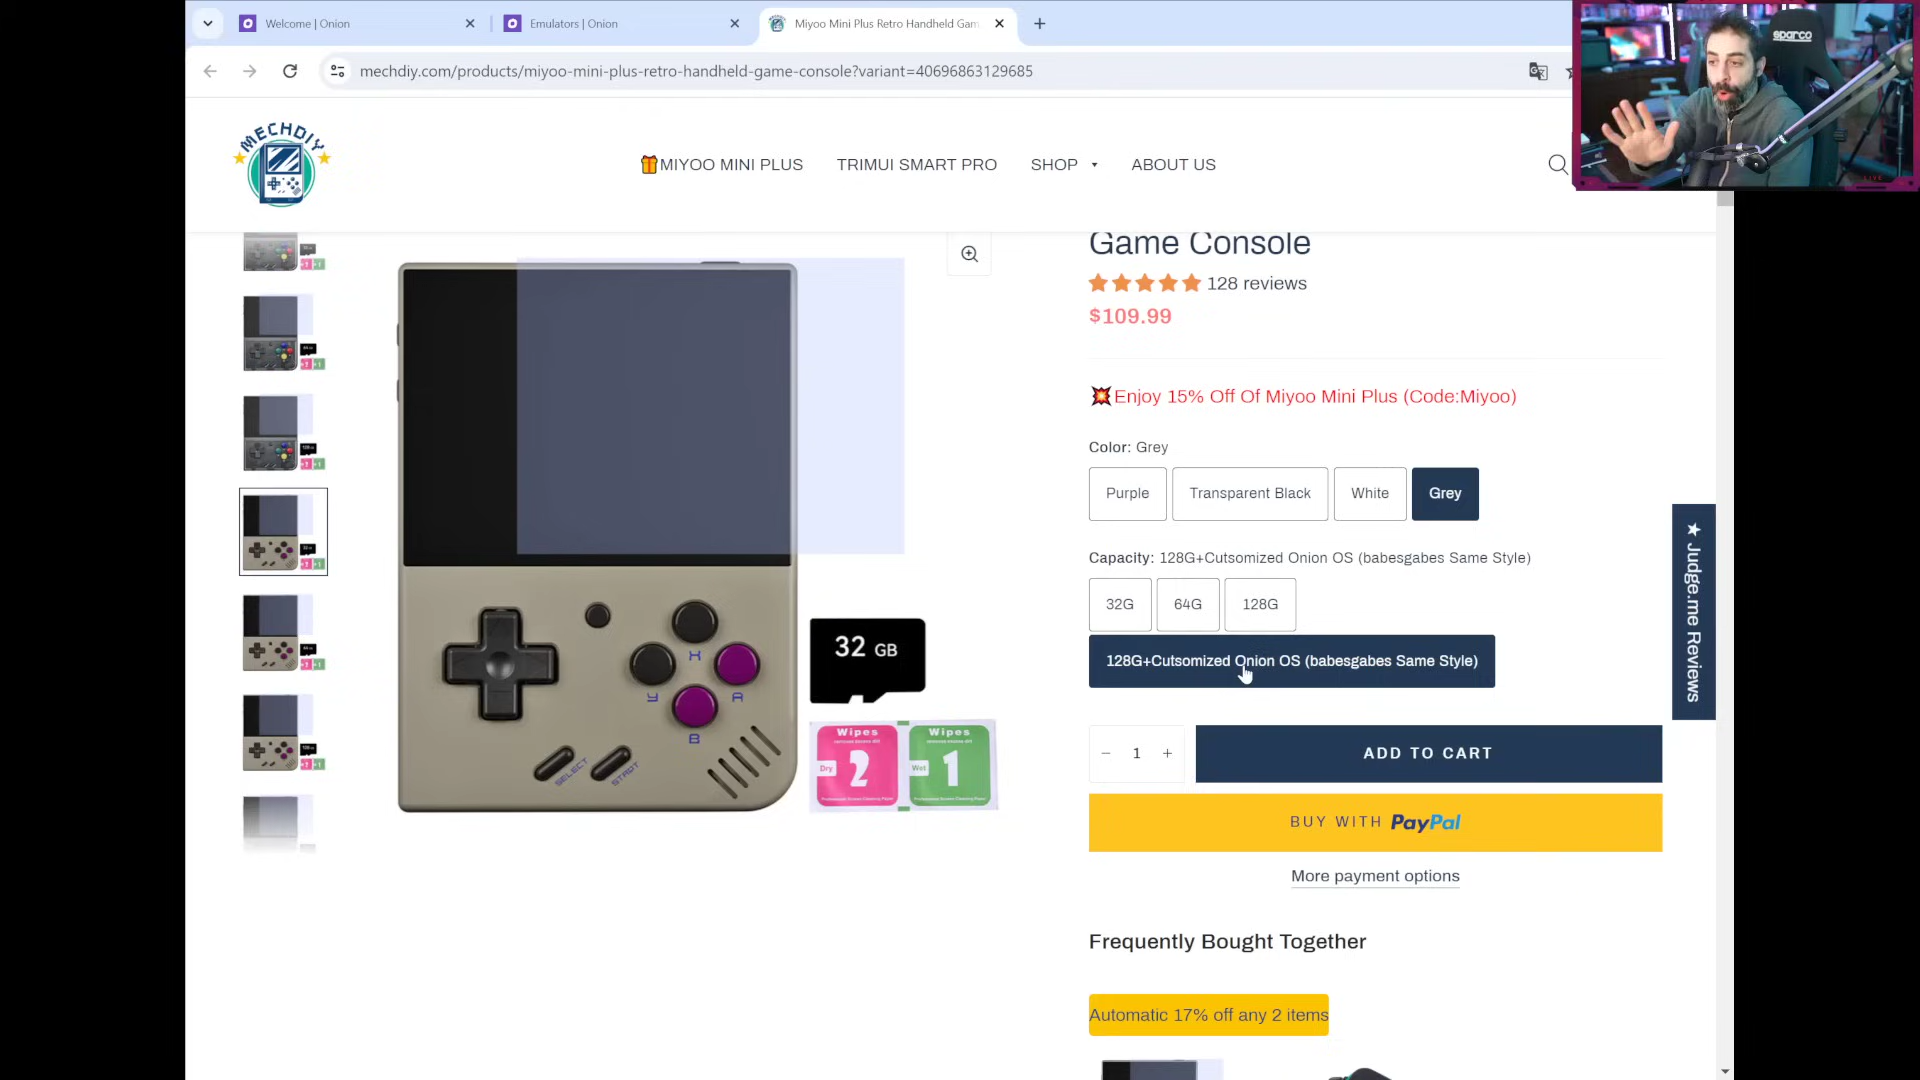 Welcome | Onion
Emulators | Onion
Miyoo Mini Plus Retro Handheld Gam
mechdiy.com/products/miyoo-mini-plus-retro-handheld-game-console?variant=40696863129685
sparco
MECHDIY
MIYOO MINI PLUS
TRIMUI SMART PRO
SHOP
ABOUT US
LIVE
Game Console
128 reviews
$109.99
Enjoy 15% Off Of Miyoo Mini Plus (Code:Miyoo)
Color: Grey
Purple
Transparent Black
White
Grey
Capacity: 128G+Cutsomized Onion OS (babesgabes Same Style)
32G
64G
128G
128G+Cutsomized Onion OS (babesgabes Same Style)
★ Judge.me Reviews
32 GB
X
Y
A
B
SELECT
START
Wipes
Dry
2
Wipes
Wet
1
− 1 +
ADD TO CART
BUY WITH PayPal
More payment options
Frequently Bought Together
Automatic 17% off any 2 items